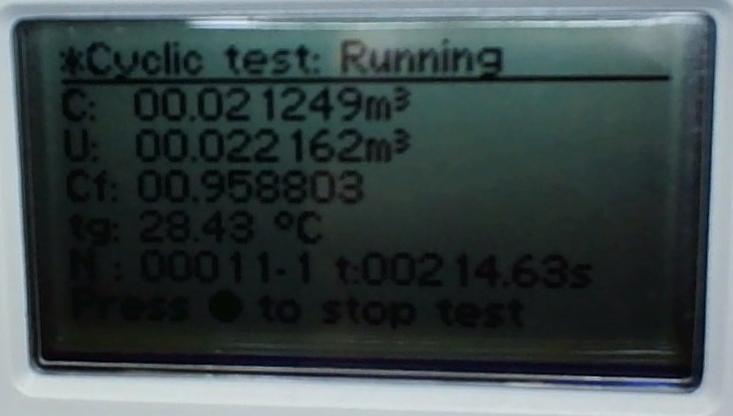 *Cyclic test: Running
C: 00.021249m³
U: 00.022162m³
Cf: 00.958803
tg: 28.43 °C
N : 00011-1 t:00214.63s
Press ● to stop test